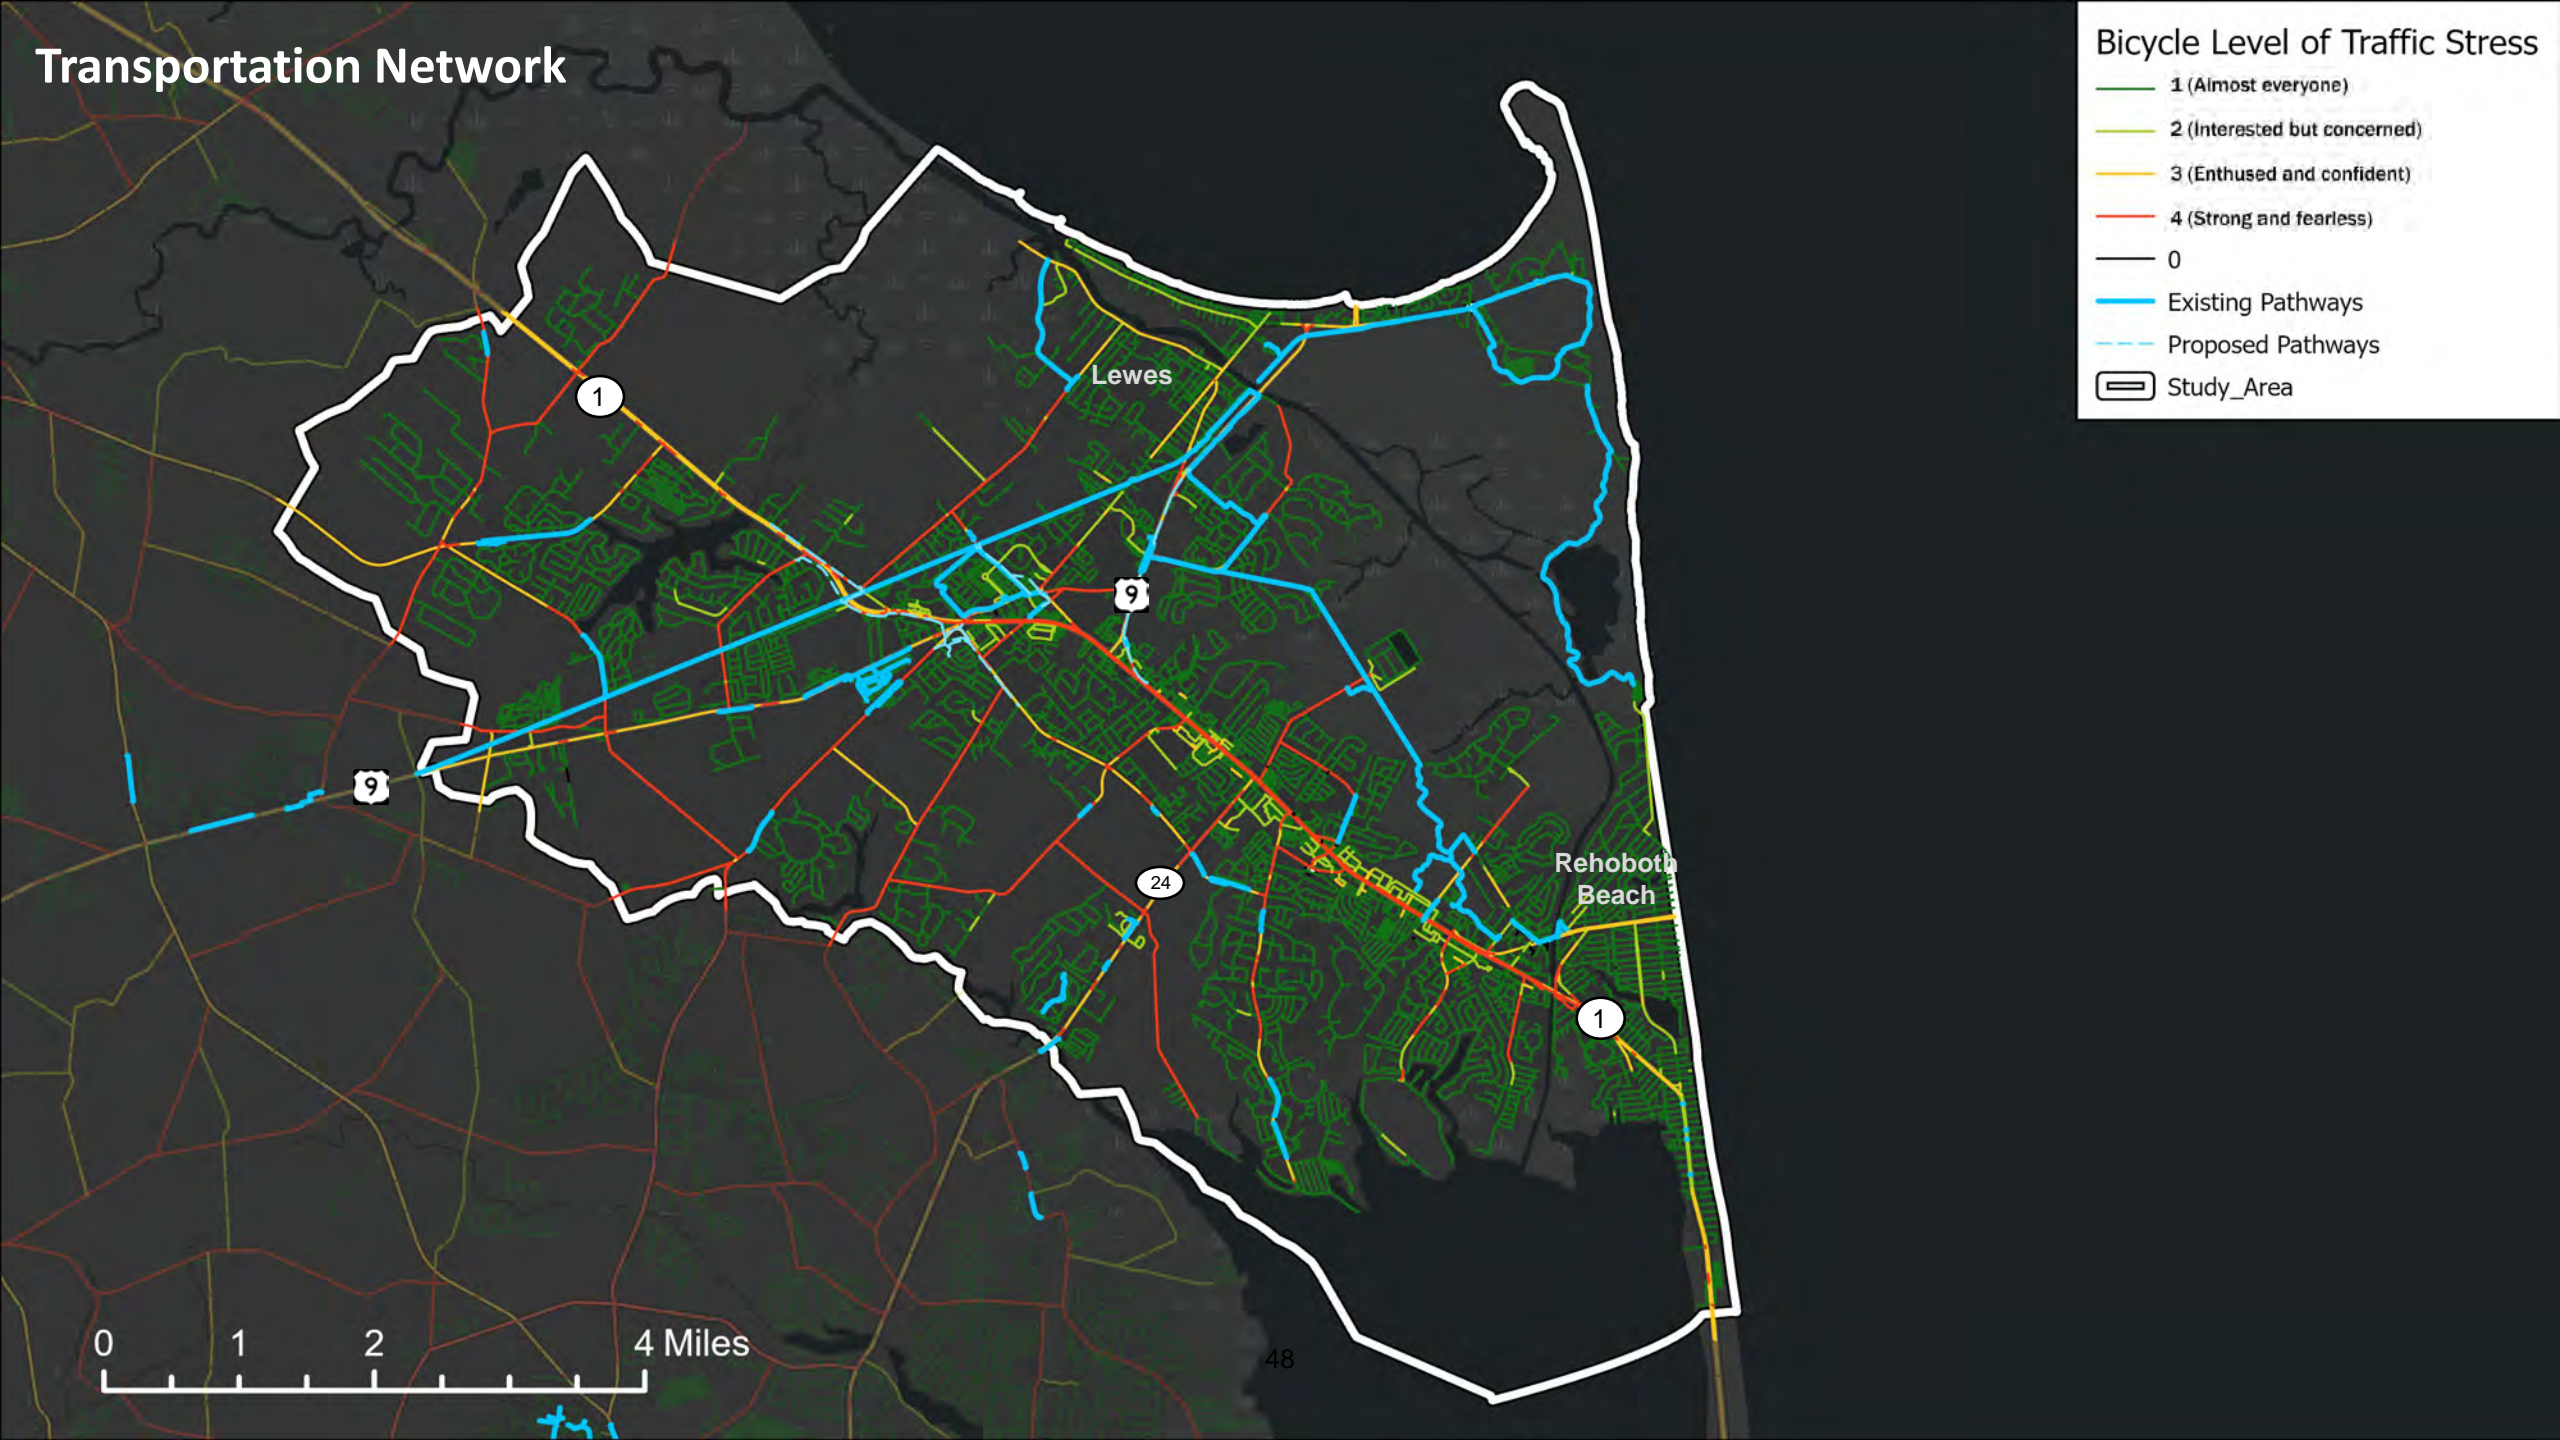 Transportation Network
Bicycle Level of Traffic Stress
1 (Almost everyone)
2 (Interested but concerned)
3 (Enthused and confident)
4 (Strong and fearless)
0
Existing Pathways
Proposed Pathways
Study_Area
Lewes
1
9
9
24
Rehoboth
Beach
1
0 1 2 4 Miles
48